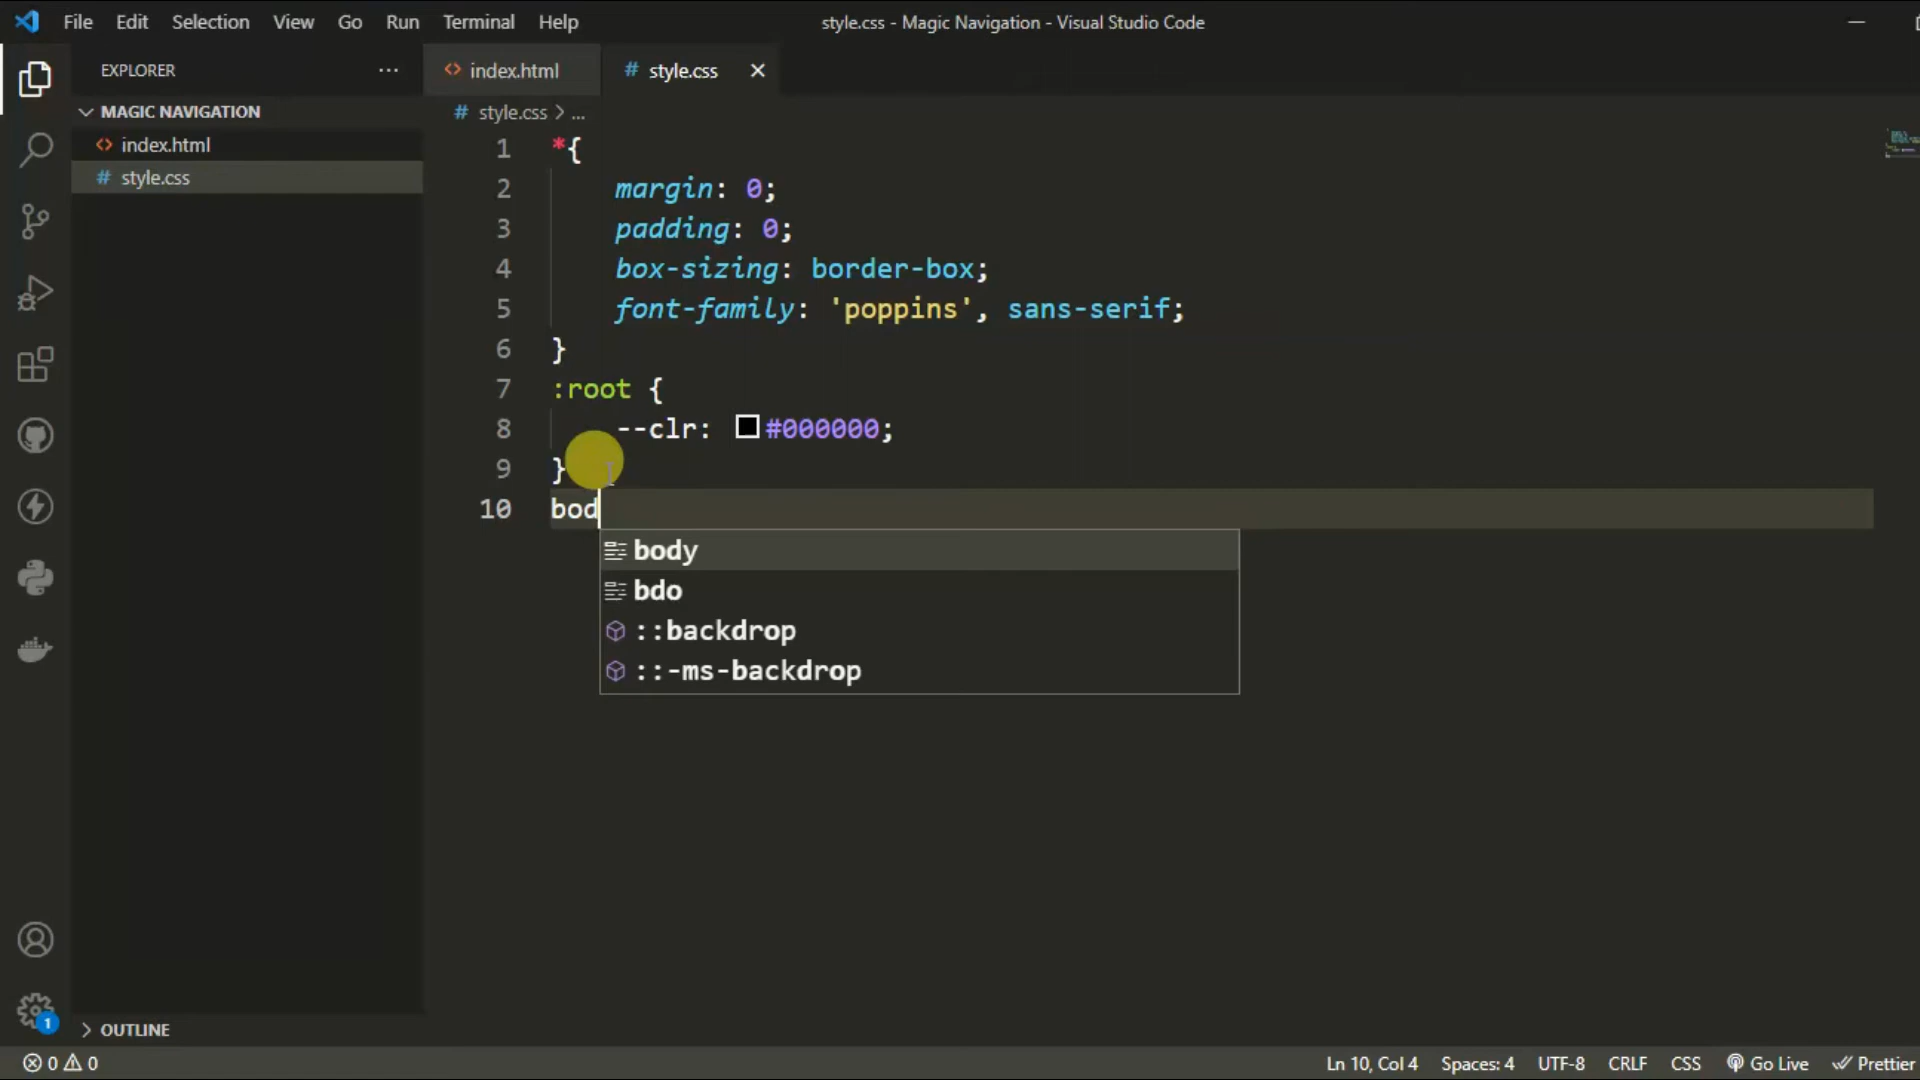 File Edit Selection View Go Run Terminal Help
style.css - Magic Navigation - Visual Studio Code
EXPLORER
MAGIC NAVIGATION
index.html
style.css
OUTLINE
index.html
style.css
style.css > ...
1 *{
2 margin: 0;
3 padding: 0;
4 box-sizing: border-box;
5 font-family: 'poppins', sans-serif;
6 }
7 :root {
8 --clr: #000000;
9 }
10 bod
body
bdo
::backdrop
::-ms-backdrop
1
0 0
Ln 10, Col 4 Spaces: 4 UTF-8 CRLF CSS Go Live Prettier